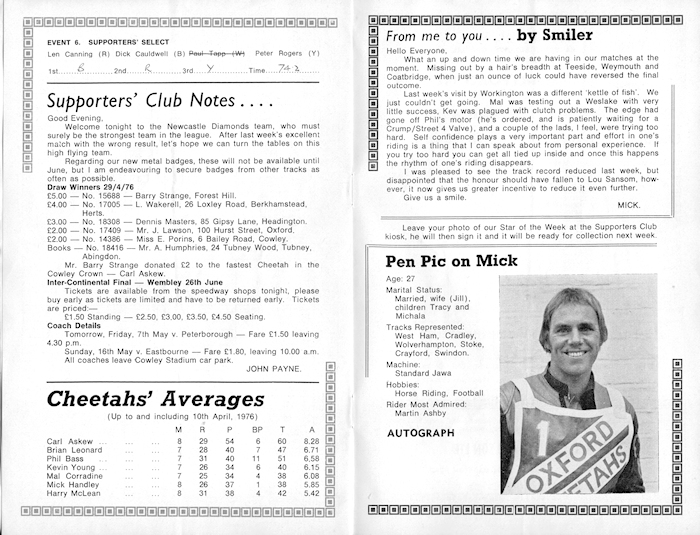 EVENT 6. SUPPORTERS' SELECT
Len Canning (R) Dick Cauldwell (B) Paul Tapp (W) Peter Rogers (Y)
1st B 2nd R 3rd Y Time 74.2
Supporters' Club Notes . . . .
Good Evening,
Welcome tonight to the Newcastle Diamonds team, who must
surely be the strongest team in the league. After last week's excellent
match with the wrong result, let's hope we can turn the tables on this
high flying team.
Regarding our new metal badges, these will not be available until
June, but I am endeavouring to secure badges from other tracks as
often as possible.
Draw Winners 29/4/76
£5.00 — No. 15688 — Barry Strange, Forest Hill.
£4.00 — No. 17005 — L. Wakerell, 26 Loxley Road, Berkhamstead,
Herts.
£3.00 — No. 18308 — Dennis Masters, 85 Gipsy Lane, Headington.
£2.00 — No. 17409 — Mr. J. Lawson, 100 Hurst Street, Oxford.
£2.00 — No. 14386 — Miss E. Porins, 6 Bailey Road, Cowley.
Books — No. 18416 — Mr. A. Humphries, 24 Tubney Wood, Tubney,
Abingdon.
Mr. Barry Strange donated £2 to the fastest Cheetah in the
Cowley Crown — Carl Askew.
Inter-Continental Final — Wembley 26th June
Tickets are available from the speedway shops tonight, please
buy early as tickets are limited and have to be returned early. Tickets
are priced:—
£1.50 Standing — £2.50, £3.00, £3.50, £4.50 Seating.
Coach Details
Tomorrow, Friday, 7th May v. Peterborough — Fare £1.50 leaving
4.30 p.m.
Sunday, 16th May v. Eastbourne — Fare £1.80, leaving 10.00 a.m.
All coaches leave Cowley Stadium car park.
JOHN PAYNE.
Cheetahs' Averages
(Up to and including 10th April, 1976)
M R P BP T A
Carl Askew ... ... ... 8 29 54 6 60 8.28
Brian Leonard ... ... 7 28 40 7 47 6.71
Phil Bass ... ... ... 7 31 40 11 51 6.58
Kevin Young ... ... ... 7 26 34 6 40 6.15
Mal Corradine ... ... 7 25 34 4 38 6.08
Mick Handley ... ... 8 26 37 1 38 5.85
Harry McLean ... ... 8 31 38 4 42 5.42
From me to you . . . . by Smiler
Hello Everyone,
What an up and down time we are having in our matches at the
moment. Missing out by a hair's breadth at Teeside, Weymouth and
Coatbridge, when just an ounce of luck could have reversed the final
outcome.
Last week's visit by Workington was a different 'kettle of fish'. We
just couldn't get going. Mal was testing out a Weslake with very
little success, Kev was plagued with clutch problems. The edge had
gone off Phil's motor (he's ordered, and is patiently waiting for a
Crump/Street 4 Valve), and a couple of the lads, I feel, were trying too
hard. Self confidence plays a very important part and effort in one's
riding is a thing that I can speak about from personal experience. If
you try too hard you can get all tied up inside and once this happens
the rhythm of one's riding disappears.
I was pleased to see the track record reduced last week, but
disappointed that the honour should have fallen to Lou Sansom, how-
ever, it now gives us greater incentive to reduce it even further.
Give us a smile.
MICK.
Leave your photo of our Star of the Week at the Supporters Club
kiosk, he will then sign it and it will be ready for collection next week.
Pen Pic on Mick
Age: 27
Marital Status:
Married, wife (Jill),
children Tracy and
Michala
Tracks Represented:
West Ham, Cradley,
Wolverhampton, Stoke,
Crayford, Swindon.
Machine:
Standard Jawa
Hobbies:
Horse Riding, Football
Rider Most Admired:
Martin Ashby
AUTOGRAPH
1
OXFORD
EETAHS